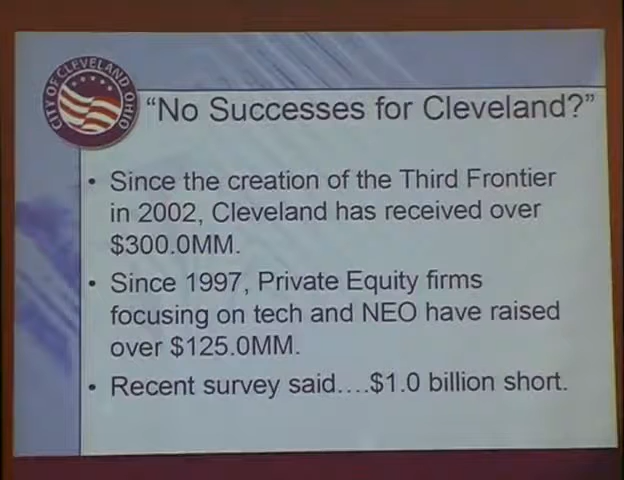 CITY OF CLEVELAND OHIO
“No Successes for Cleveland?”
• Since the creation of the Third Frontier
in 2002, Cleveland has received over
$300.0MM.
• Since 1997, Private Equity firms
focusing on tech and NEO have raised
over $125.0MM.
• Recent survey said….$1.0 billion short.